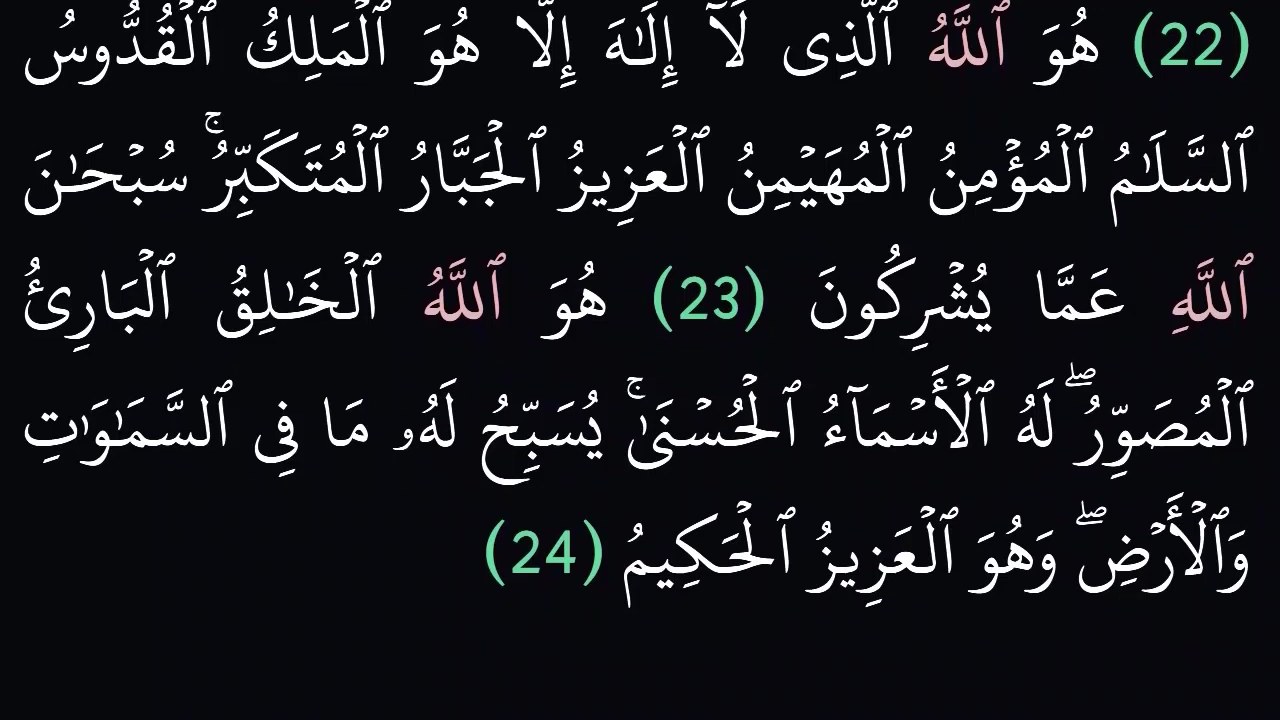 (22) هُوَ ٱللَّهُ ٱلَّذِى لَآ إِلَـٰهَ إِلَّا هُوَ ٱلْمَلِكُ ٱلْقُدُّوسُ
ٱلسَّلَـٰمُ ٱلْمُؤْمِنُ ٱلْمُهَيْمِنُ ٱلْعَزِيزُ ٱلْجَبَّارُ ٱلْمُتَكَبِّرُ ۚ سُبْحَـٰنَ
ٱللَّهِ عَمَّا يُشْرِكُونَ (23) هُوَ ٱللَّهُ ٱلْخَـٰلِقُ ٱلْبَارِئُ
ٱلْمُصَوِّرُ ۖ لَهُ ٱلْأَسْمَآءُ ٱلْحُسْنَىٰ ۚ يُسَبِّحُ لَهُۥ مَا فِى ٱلسَّمَـٰوَٰتِ
وَٱلْأَرْضِ ۖ وَهُوَ ٱلْعَزِيزُ ٱلْحَكِيمُ (24)